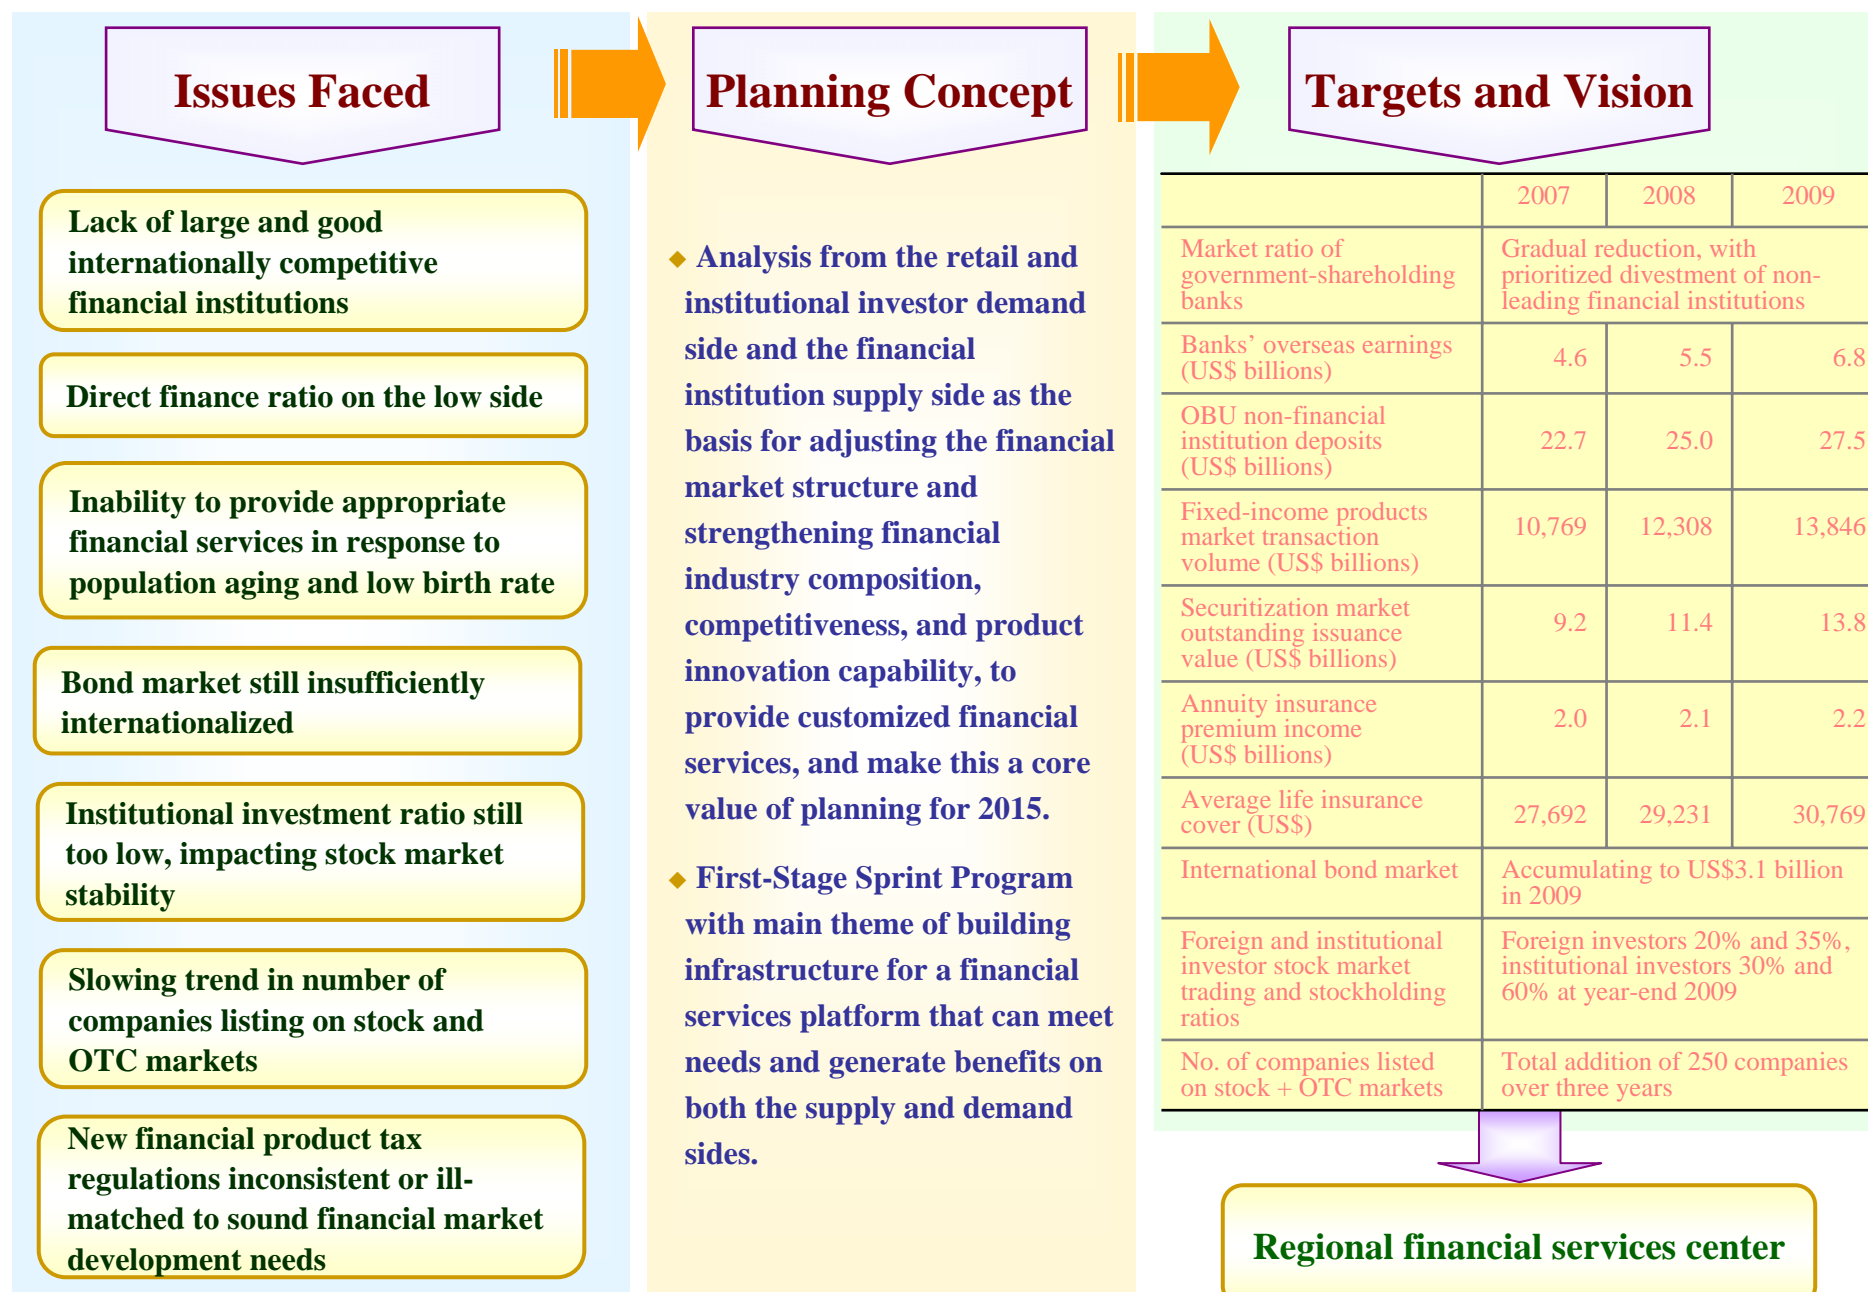 Issues Faced
Lack of large and good
internationally competitive
financial institutions
Direct finance ratio on the low side
Inability to provide appropriate
financial services in response to
population aging and low birth rate
Bond market still insufficiently
internationalized
Institutional investment ratio still
too low, impacting stock market
stability
Slowing trend in number of
companies listing on stock and
OTC markets
New financial product tax
regulations inconsistent or ill-
matched to sound financial market
development needs
Planning Concept
◆ Analysis from the retail and
institutional investor demand
side and the financial
institution supply side as the
basis for adjusting the financial
market structure and
strengthening financial
industry composition,
competitiveness, and product
innovation capability, to
provide customized financial
services, and make this a core
value of planning for 2015.
◆ First-Stage Sprint Program
with main theme of building
infrastructure for a financial
services platform that can meet
needs and generate benefits on
both the supply and demand
sides.
Targets and Vision
2007 2008 2009
Market ratio of
government-shareholding
banks
Gradual reduction, with
prioritized divestment of non-
leading financial institutions
Banks’ overseas earnings
(US$ billions)
4.6 5.5 6.8
OBU non-financial
institution deposits
(US$ billions)
22.7 25.0 27.5
Fixed-income products
market transaction
volume (US$ billions)
10,769 12,308 13,846
Securitization market
outstanding issuance
value (US$ billions)
9.2 11.4 13.8
Annuity insurance
premium income
(US$ billions)
2.0 2.1 2.2
Average life insurance
cover (US$)
27,692 29,231 30,769
International bond market
Accumulating to US$3.1 billion
in 2009
Foreign and institutional
investor stock market
trading and stockholding
ratios
Foreign investors 20% and 35%,
institutional investors 30% and
60% at year-end 2009
No. of companies listed
on stock + OTC markets
Total addition of 250 companies
over three years
Regional financial services center